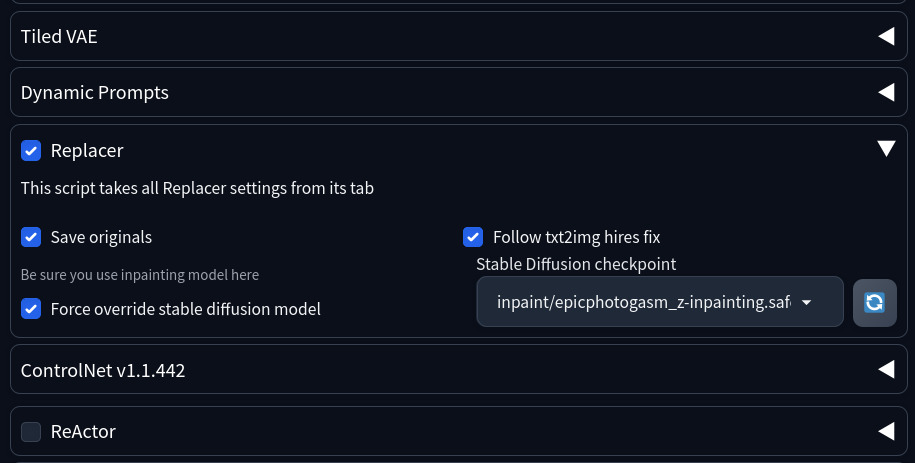 Tiled VAE
Dynamic Prompts
Replacer
This script takes all Replacer settings from its tab
Save originals
Follow txt2img hires fix
Be sure you use inpainting model here
Stable Diffusion checkpoint
Force override stable diffusion model
inpaint/epicphotogasm_z-inpainting.saf
ControlNet v1.1.442
ReActor